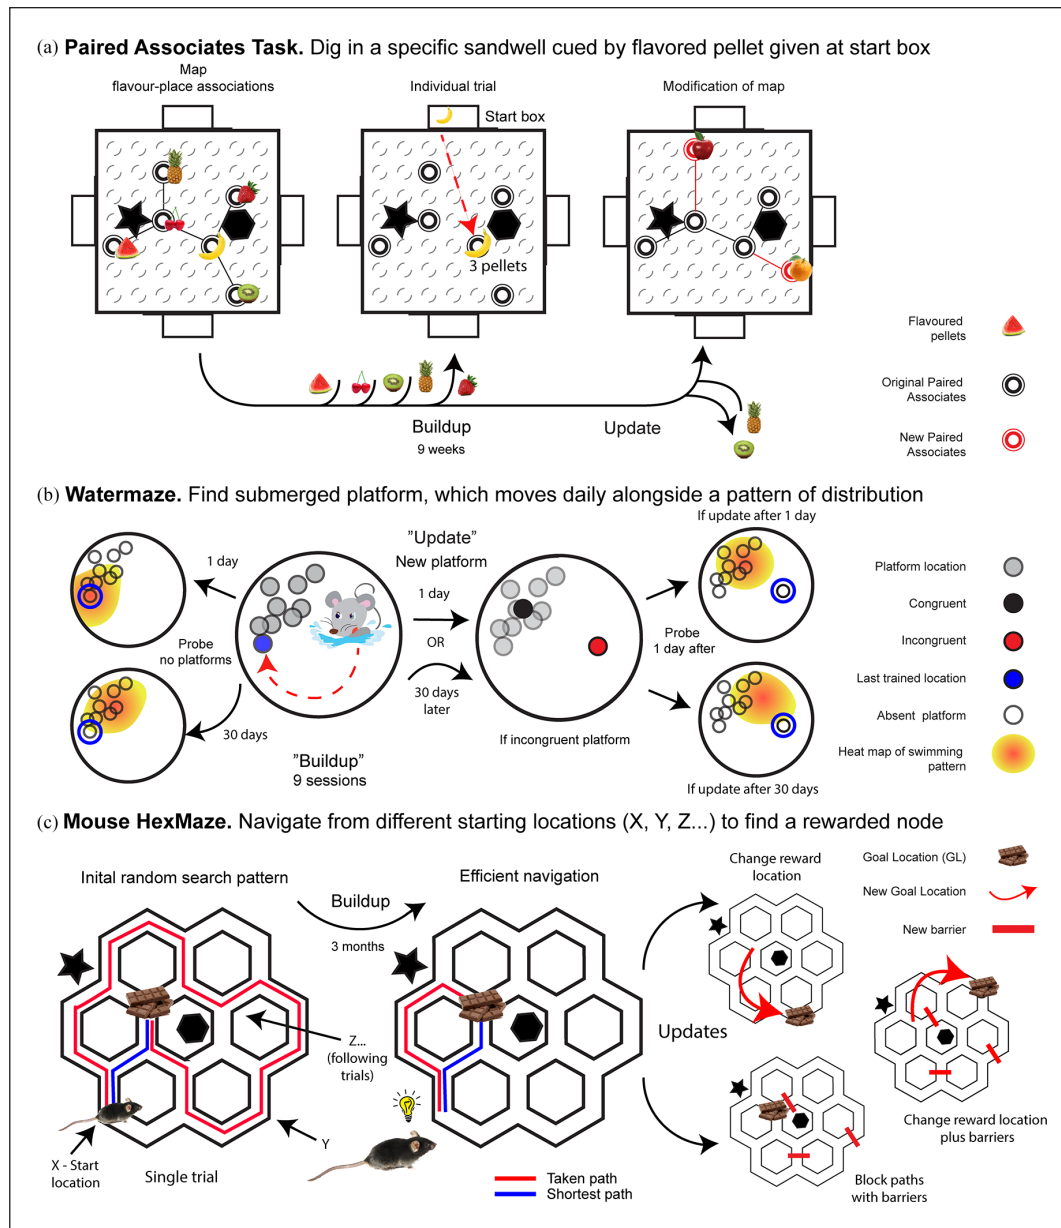 (a) Paired Associates Task. Dig in a specific sandwell cued by flavored pellet given at start box
Map
flavour-place associations
Individual trial
Modification of map
Start box
3 pellets
Flavoured
pellets
Original Paired
Associates
New Paired
Associates
Buildup
9 weeks
Update
(b) Watermaze. Find submerged platform, which moves daily alongside a pattern of distribution
1 day
Probe
no platforms
30 days
"Buildup"
9 sessions
"Update"
New platform
1 day
OR
30 days
later
If incongruent platform
If update after 1 day
Probe
1 day after
If update after 30 days
Platform location
Congruent
Incongruent
Last trained location
Absent platform
Heat map of swimming
pattern
(c) Mouse HexMaze. Navigate from different starting locations (X, Y, Z...) to find a rewarded node
Inital random search pattern
Buildup
3 months
Efficient navigation
Z...
(following
trials)
Y
X - Start
location
Single trial
Taken path
Shortest path
Updates
Change reward
location
Block paths
with barriers
Change reward location
plus barriers
Goal Location (GL)
New Goal Location
New barrier